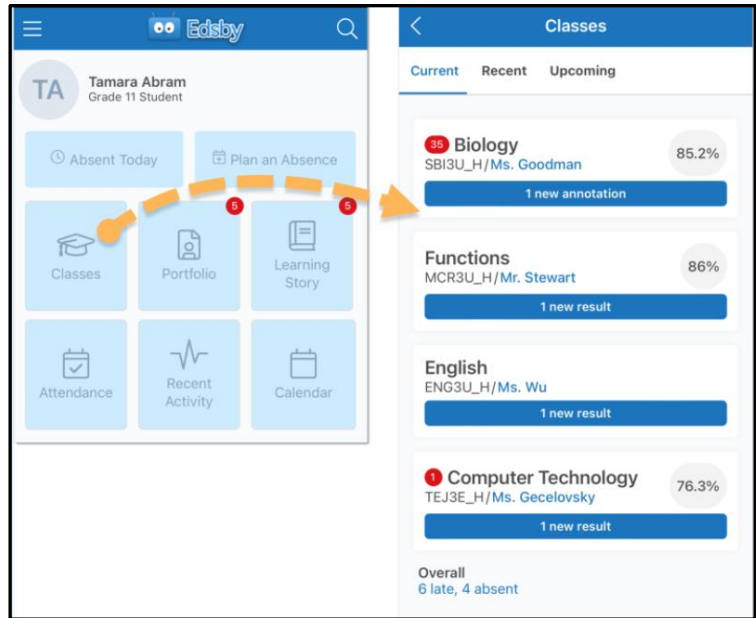 Edsby
TA
Tamara Abram
Grade 11 Student
Absent Today
Plan an Absence
Classes
5
Portfolio
5
Learning
Story
Attendance
Recent
Activity
Calendar
Classes
Current Recent Upcoming
35 Biology
SBI3U_H/Ms. Goodman
85.2%
1 new annotation
Functions
MCR3U_H/Mr. Stewart
86%
1 new result
English
ENG3U_H/Ms. Wu
1 new result
1 Computer Technology
TEJ3E_H/Ms. Gecelovsky
76.3%
1 new result
Overall
6 late, 4 absent